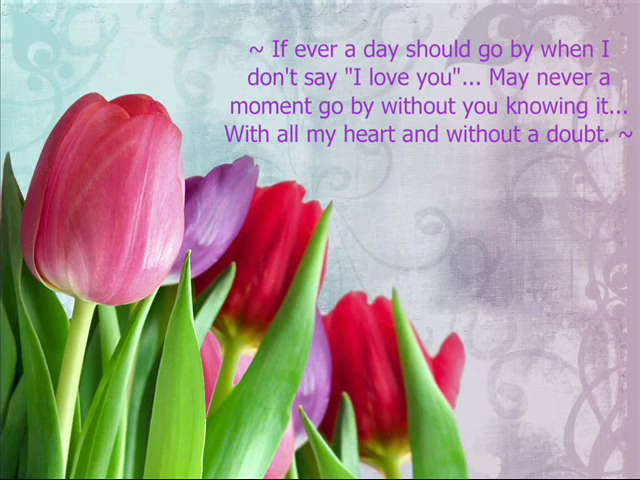 ~ If ever a day should go by when I
don't say "I love you"... May never a
moment go by without you knowing it...
With all my heart and without a doubt. ~